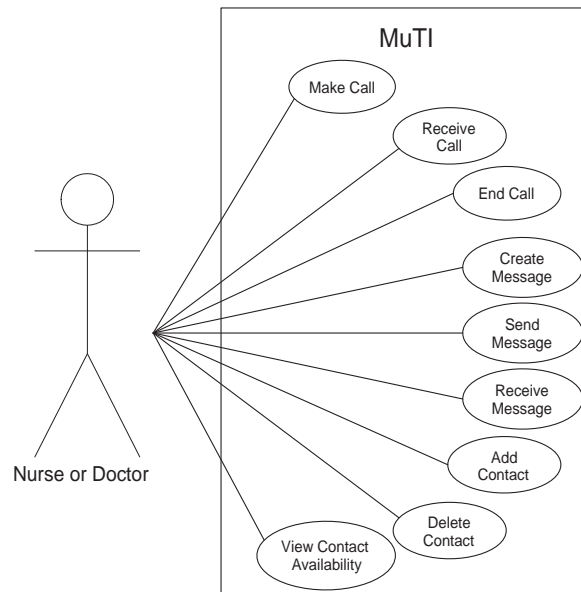 MuTI
Make Call
Receive
Call
End Call
Create
Message
Send
Message
Receive
Message
Add
Contact
Delete
Contact
View Contact
Availability
Nurse or Doctor